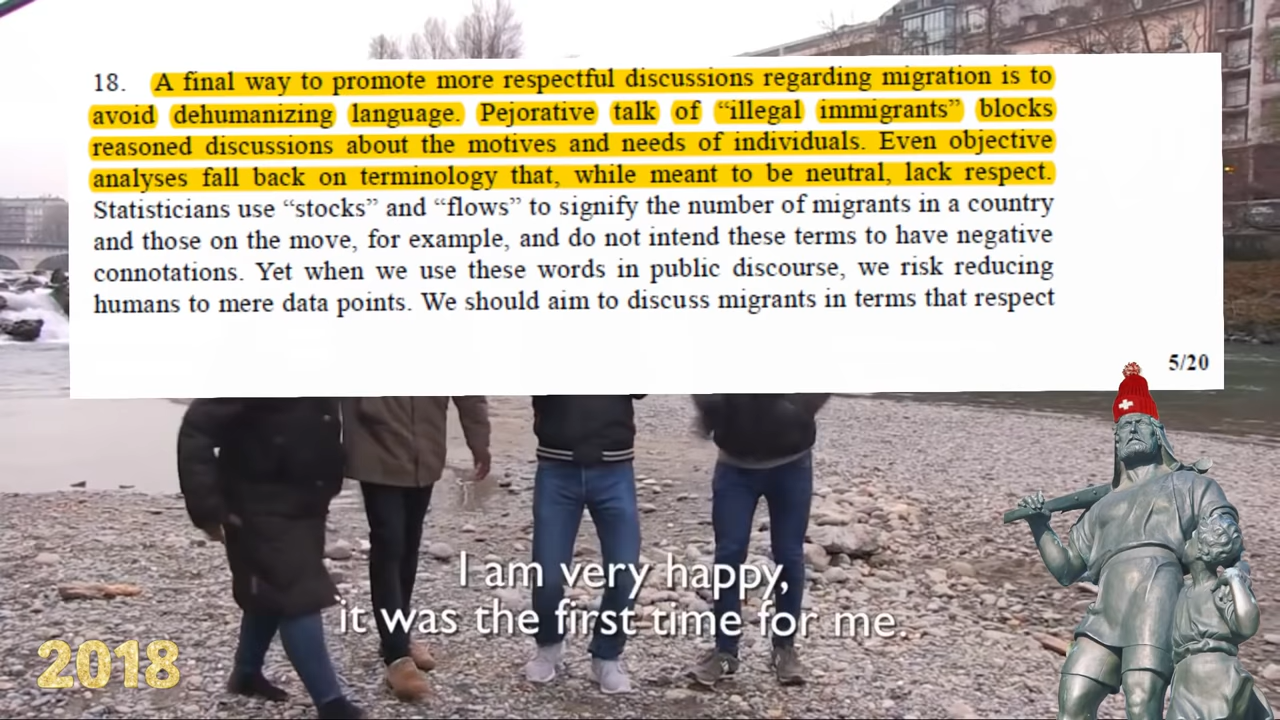 18. A final way to promote more respectful discussions regarding migration is to
avoid dehumanizing language. Pejorative talk of “illegal immigrants” blocks
reasoned discussions about the motives and needs of individuals. Even objective
analyses fall back on terminology that, while meant to be neutral, lack respect.
Statisticians use “stocks” and “flows” to signify the number of migrants in a country
and those on the move, for example, and do not intend these terms to have negative
connotations. Yet when we use these words in public discourse, we risk reducing
humans to mere data points. We should aim to discuss migrants in terms that respect
5/20
I am very happy,
it was the first time for me.
2018